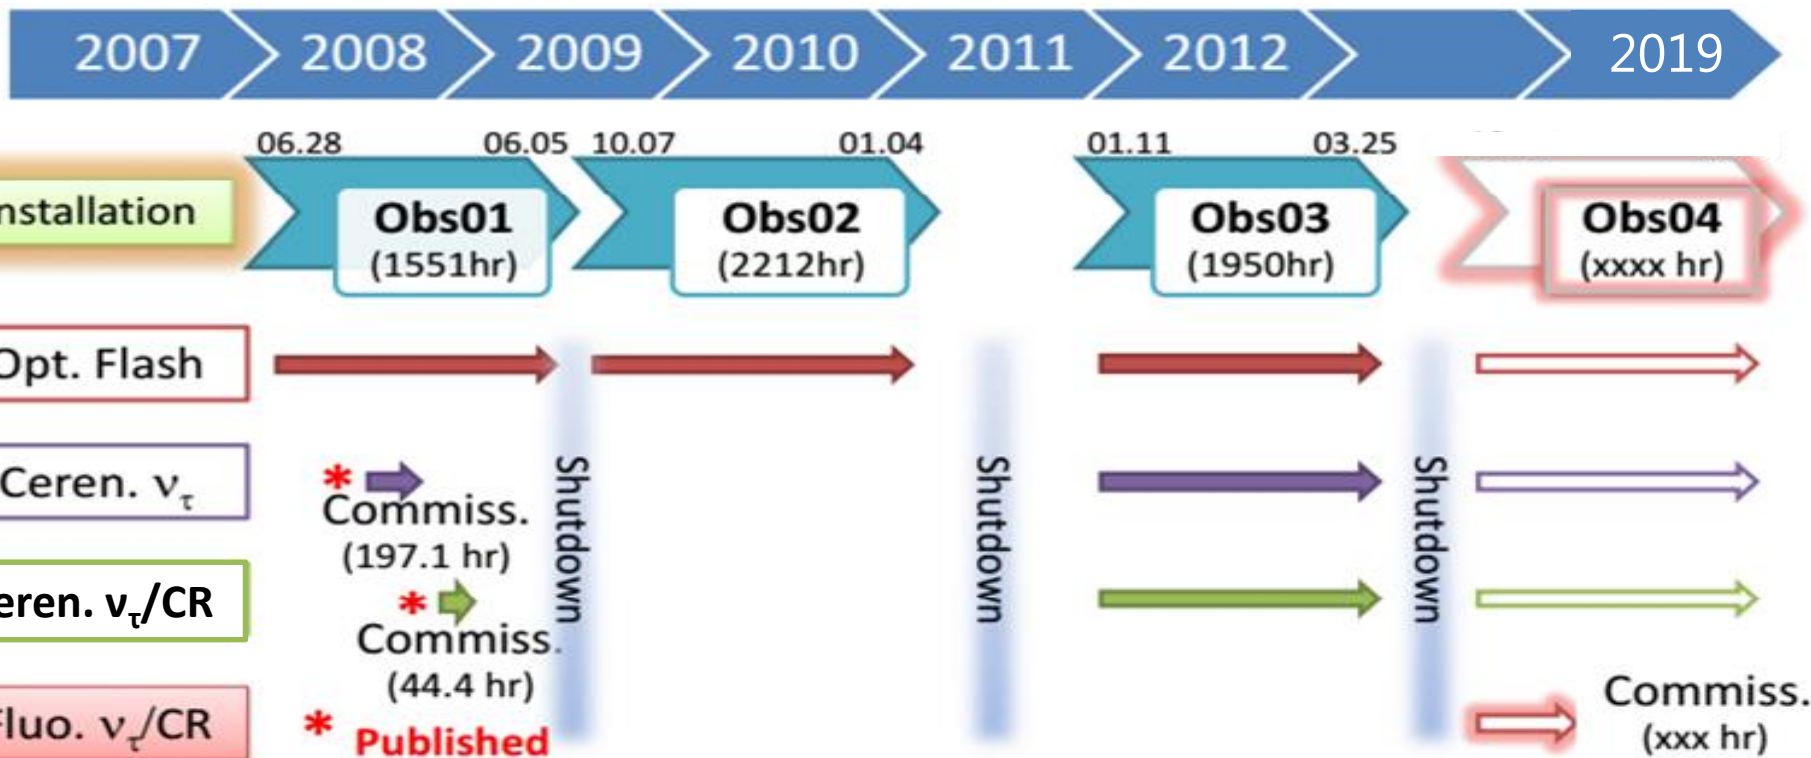 2007 2008 2009 2010 2011 2012 2019
06.28 06.05 10.07 01.04 01.11 03.25
nstallation
Obs01
(1551hr)
Obs02
(2212hr)
Obs03
(1950hr)
Obs04
(xxxx hr)
Opt. Flash
Shutdown
Shutdown
Shutdown
Ceren. ντ
*
Commiss.
(197.1 hr)
eren. ντ/CR
*
Commiss.
(44.4 hr)
Fluo. ντ/CR
* Published
Commiss.
(xxx hr)